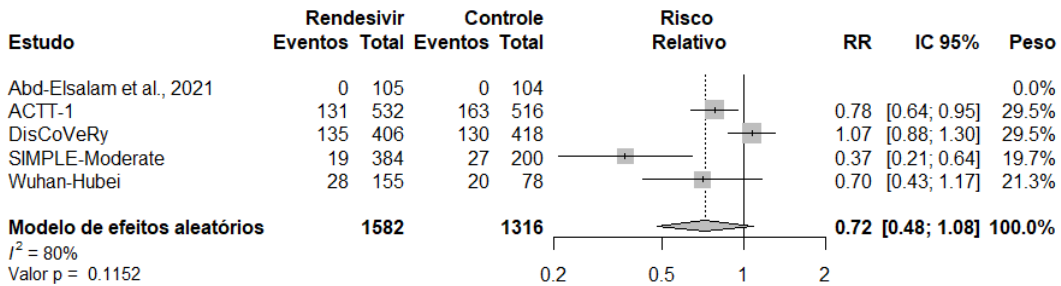 Rendesivir Controle Risco
Estudo Eventos Total Eventos Total Relativo RR IC 95% Peso
Abd-Elsalam et al., 2021 0 105 0 104 0.0%
ACTT-1 131 532 163 516 0.78 [0.64; 0.95] 29.5%
DisCoVeRy 135 406 130 418 1.07 [0.88; 1.30] 29.5%
SIMPLE-Moderate 19 384 27 200 0.37 [0.21; 0.64] 19.7%
Wuhan-Hubei 28 155 20 78 0.70 [0.43; 1.17] 21.3%
Modelo de efeitos aleatórios 1582 1316 0.72 [0.48; 1.08] 100.0%
I² = 80%
Valor p = 0.1152
0.2 0.5 1 2